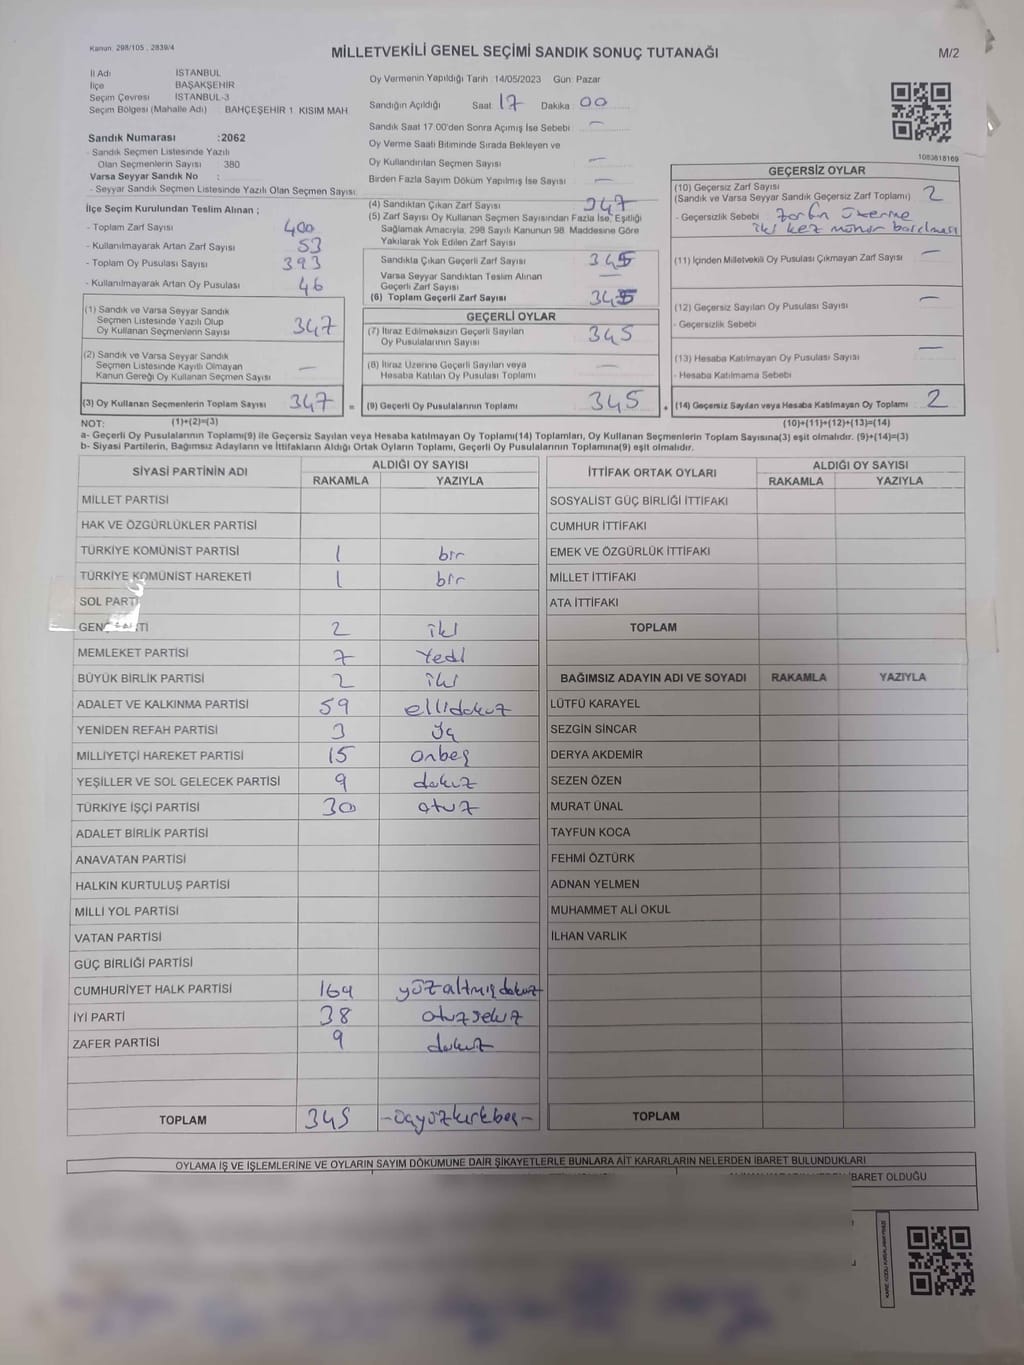 Kanun: 298/105 , 2839/4
MİLLETVEKİLİ GENEL SEÇİMİ SANDIK SONUÇ TUTANAĞI
M/2
İl Adı İSTANBUL
İlçe BAŞAKŞEHİR
Seçim Çevresi İSTANBUL-3
Seçim Bölgesi (Mahalle Adı) BAHÇEŞEHİR 1. KISIM MAH
Sandık Numarası :2062
- Sandık Seçmen Listesinde Yazılı
Olan Seçmenlerin Sayısı 380
Varsa Seyyar Sandık No :
- Seyyar Sandık Seçmen Listesinde Yazılı Olan Seçmen Sayısı:
Oy Vermenin Yapıldığı Tarih :14/05/2023 Gün: Pazar
Sandığın Açıldığı Saat 17 Dakika 00
Sandık Saat 17:00'den Sonra Açımış İse Sebebi –
Oy Verme Saati Bitiminde Sırada Bekleyen ve
Oy Kullandırılan Seçmen Sayısı –
Birden Fazla Sayım Döküm Yapılmış İse Sayısı –
1083818169
İlçe Seçim Kurulundan Teslim Alınan ;
- Toplam Zarf Sayısı 400
- Kullanılmayarak Artan Zarf Sayısı 53
- Toplam Oy Pusulası Sayısı 393
- Kullanılmayarak Artan Oy Pusulası 46
(1) Sandık ve Varsa Seyyar Sandık
Seçmen Listesinde Yazılı Olup
Oy Kullanan Seçmenlerin Sayısı 347
(2) Sandık ve Varsa Seyyar Sandık
Seçmen Listesinde Kayıtlı Olmayan
Kanun Gereği Oy Kullanan Seçmen Sayısı –
(3) Oy Kullanan Seçmenlerin Toplam Sayısı 347
(1)+(2)=(3)
(4) Sandıktan Çıkan Zarf Sayısı 347
(5) Zarf Sayısı Oy Kullanan Seçmen Sayısından Fazla İse, Eşitliği
Sağlamak Amacıyla, 298 Sayılı Kanunun 98. Maddesine Göre
Yakılarak Yok Edilen Zarf Sayısı
Sandıkta Çıkan Geçerli Zarf Sayısı 345
Varsa Seyyar Sandıktan Teslim Alınan
Geçerli Zarf Sayısı –
(6) Toplam Geçerli Zarf Sayısı 345
GEÇERLİ OYLAR
(7) İtiraz Edilmeksizin Geçerli Sayılan
Oy Pusulalarının Sayısı 345
(8) İtiraz Üzerine Geçerli Sayılan veya
Hesaba Katılan Oy Pusulası Toplamı –
= (9) Geçerli Oy Pusulalarının Toplamı 345
GEÇERSİZ OYLAR
(10) Geçersiz Zarf Sayısı
(Sandık ve Varsa Seyyar Sandık Geçersiz Zarf Toplamı) 2
- Geçersizlik Sebebi zarfın üzerine
iki kez mühür basılması
(11) İçinden Milletvekili Oy Pusulası Çıkmayan Zarf Sayısı –
(12) Geçersiz Sayılan Oy Pusulası Sayısı –
- Geçersizlik Sebebi
(13) Hesaba Katılmayan Oy Pusulası Sayısı –
- Hesaba Katılmama Sebebi
+ (14) Geçersiz Sayılan veya Hesaba Katılmayan Oy Toplamı 2
(10)+(11)+(12)+(13)=(14)
NOT:
a- Geçerli Oy Pusulalarının Toplamı(9) ile Geçersiz Sayılan veya Hesaba katılmayan Oy Toplamı(14) Toplamları, Oy Kullanan Seçmenlerin Toplam Sayısına(3) eşit olmalıdır. (9)+(14)=(3)
b- Siyasi Partilerin, Bağımsız Adayların ve İttifakların Aldığı Ortak Oyların Toplamı, Geçerli Oy Pusulalarının Toplamına(9) eşit olmalıdır.
SİYASİ PARTİNİN ADI ALDIĞI OY SAYISI
RAKAMLA YAZIYLA
MİLLET PARTİSİ
HAK VE ÖZGÜRLÜKLER PARTİSİ
TÜRKİYE KOMÜNİST PARTİSİ 1 bir
TÜRKİYE KOMÜNİST HAREKETİ 1 bir
SOL PARTİ
GENÇ PARTİ 2 iki
MEMLEKET PARTİSİ 7 Yedi
BÜYÜK BİRLİK PARTİSİ 2 iki
ADALET VE KALKINMA PARTİSİ 59 ellidokuz
YENİDEN REFAH PARTİSİ 3 üç
MİLLİYETÇİ HAREKET PARTİSİ 15 onbeş
YEŞİLLER VE SOL GELECEK PARTİSİ 9 dokuz
TÜRKİYE İŞÇİ PARTİSİ 30 otuz
ADALET BİRLİK PARTİSİ
ANAVATAN PARTİSİ
HALKIN KURTULUŞ PARTİSİ
MİLLİ YOL PARTİSİ
VATAN PARTİSİ
GÜÇ BİRLİĞİ PARTİSİ
CUMHURİYET HALK PARTİSİ 169 yüzaltmışdokuz
İYİ PARTİ 38 otuzsekiz
ZAFER PARTİSİ 9 dokuz
TOPLAM 345 -üçyüzkırkbeş-
İTTİFAK ORTAK OYLARI ALDIĞI OY SAYISI
RAKAMLA YAZIYLA
SOSYALİST GÜÇ BİRLİĞİ İTTİFAKI
CUMHUR İTTİFAKI
EMEK VE ÖZGÜRLÜK İTTİFAKI
MİLLET İTTİFAKI
ATA İTTİFAKI
TOPLAM
BAĞIMSIZ ADAYIN ADI VE SOYADI RAKAMLA YAZIYLA
LÜTFÜ KARAYEL
SEZGİN SİNCAR
DERYA AKDEMİR
SEZEN ÖZEN
MURAT ÜNAL
TAYFUN KOCA
FEHMİ ÖZTÜRK
ADNAN YELMEN
MUHAMMET ALİ OKUL
İLHAN VARLIK
TOPLAM
OYLAMA İŞ VE İŞLEMLERİNE VE OYLARIN SAYIM DÖKÜMÜNE DAİR ŞİKAYETLERLE BUNLARA AİT KARARLARIN NELERDEN İBARET BULUNDUKLARI
İBARET OLDUĞU